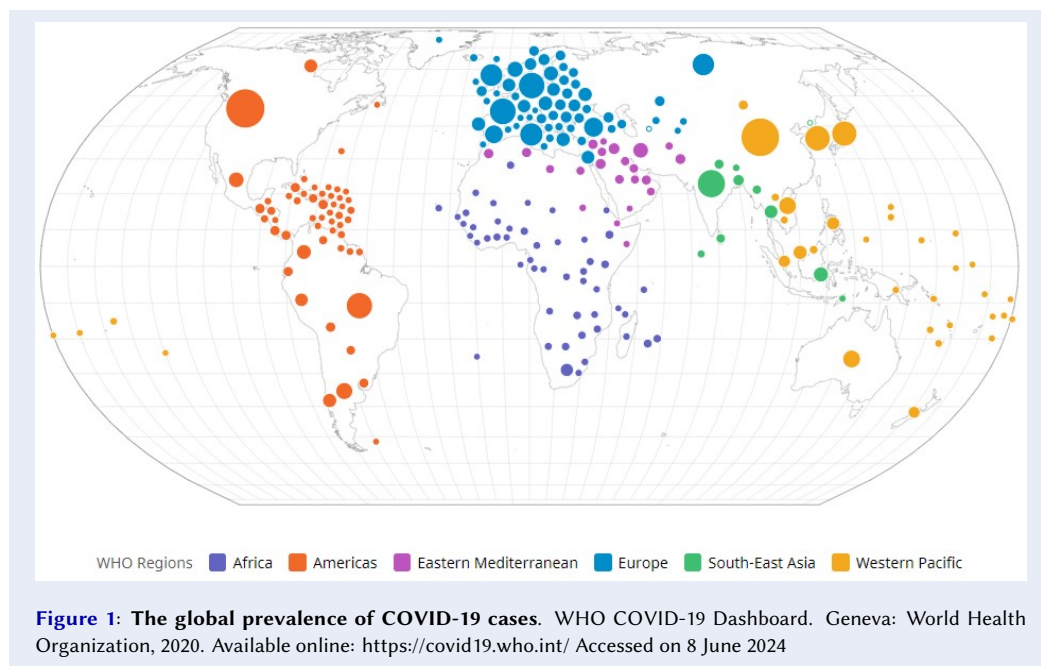 WHO Regions Africa Americas Eastern Mediterranean Europe South-East Asia Western Pacific
Figure 1: The global prevalence of COVID-19 cases. WHO COVID-19 Dashboard. Geneva: World Health
Organization, 2020. Available online: https://covid19.who.int/ Accessed on 8 June 2024